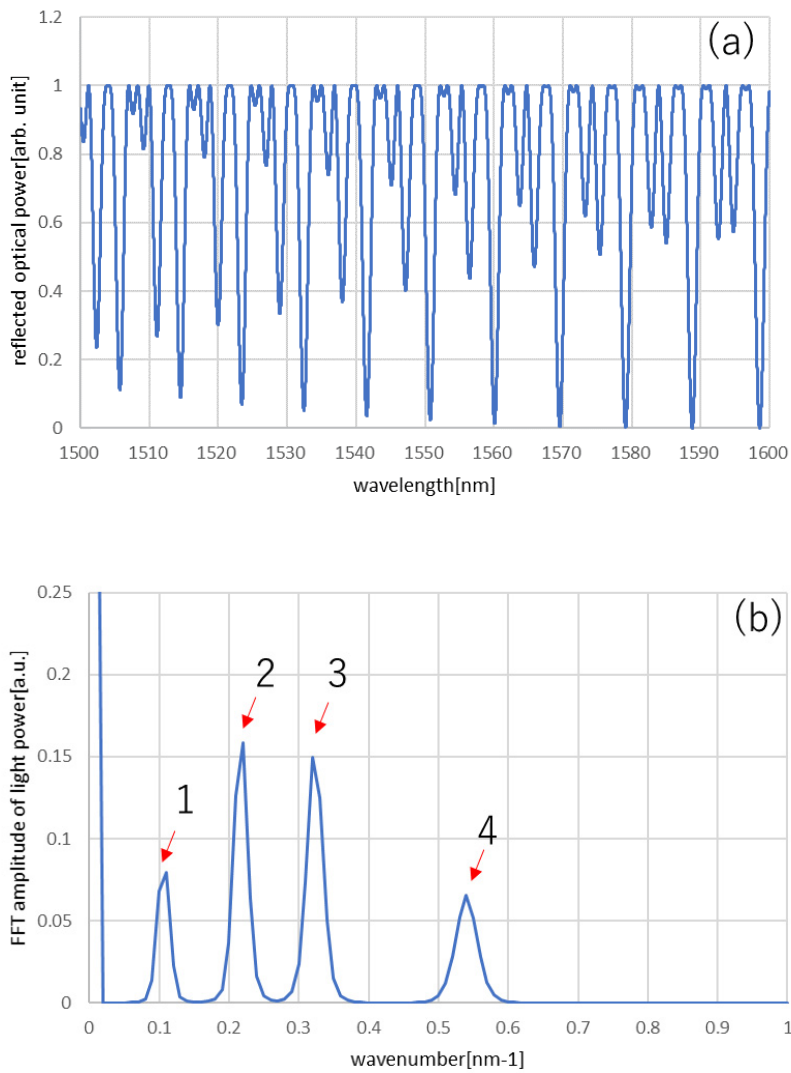 (a)
reflected optical power[arb. unit]
1.2
1
0.8
0.6
0.4
0.2
0
1500 1510 1520 1530 1540 1550 1560 1570 1580 1590 1600
wavelength[nm]
(b)
FFT amplitude of light power[a.u.]
0.25
0.2
0.15
0.1
0.05
0
1
2
3
4
0 0.1 0.2 0.3 0.4 0.5 0.6 0.7 0.8 0.9 1
wavenumber[nm-1]